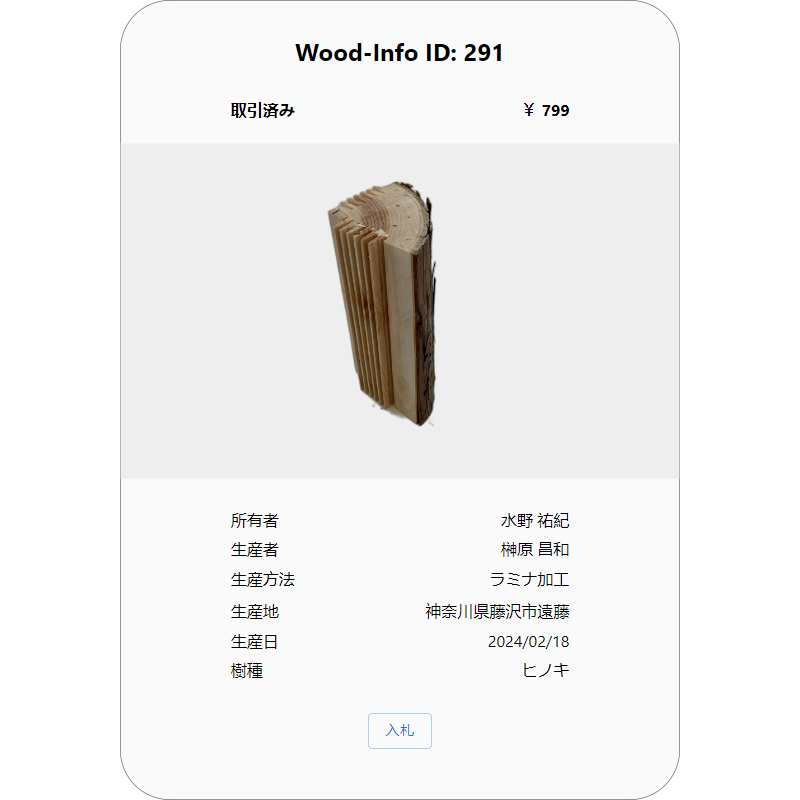 Wood-Info ID: 291
取引済み ￥ 799
所有者 水野 祐紀
生産者 榊原 昌和
生産方法 ラミナ加工
生産地 神奈川県藤沢市遠藤
生産日 2024/02/18
樹種 ヒノキ
入札